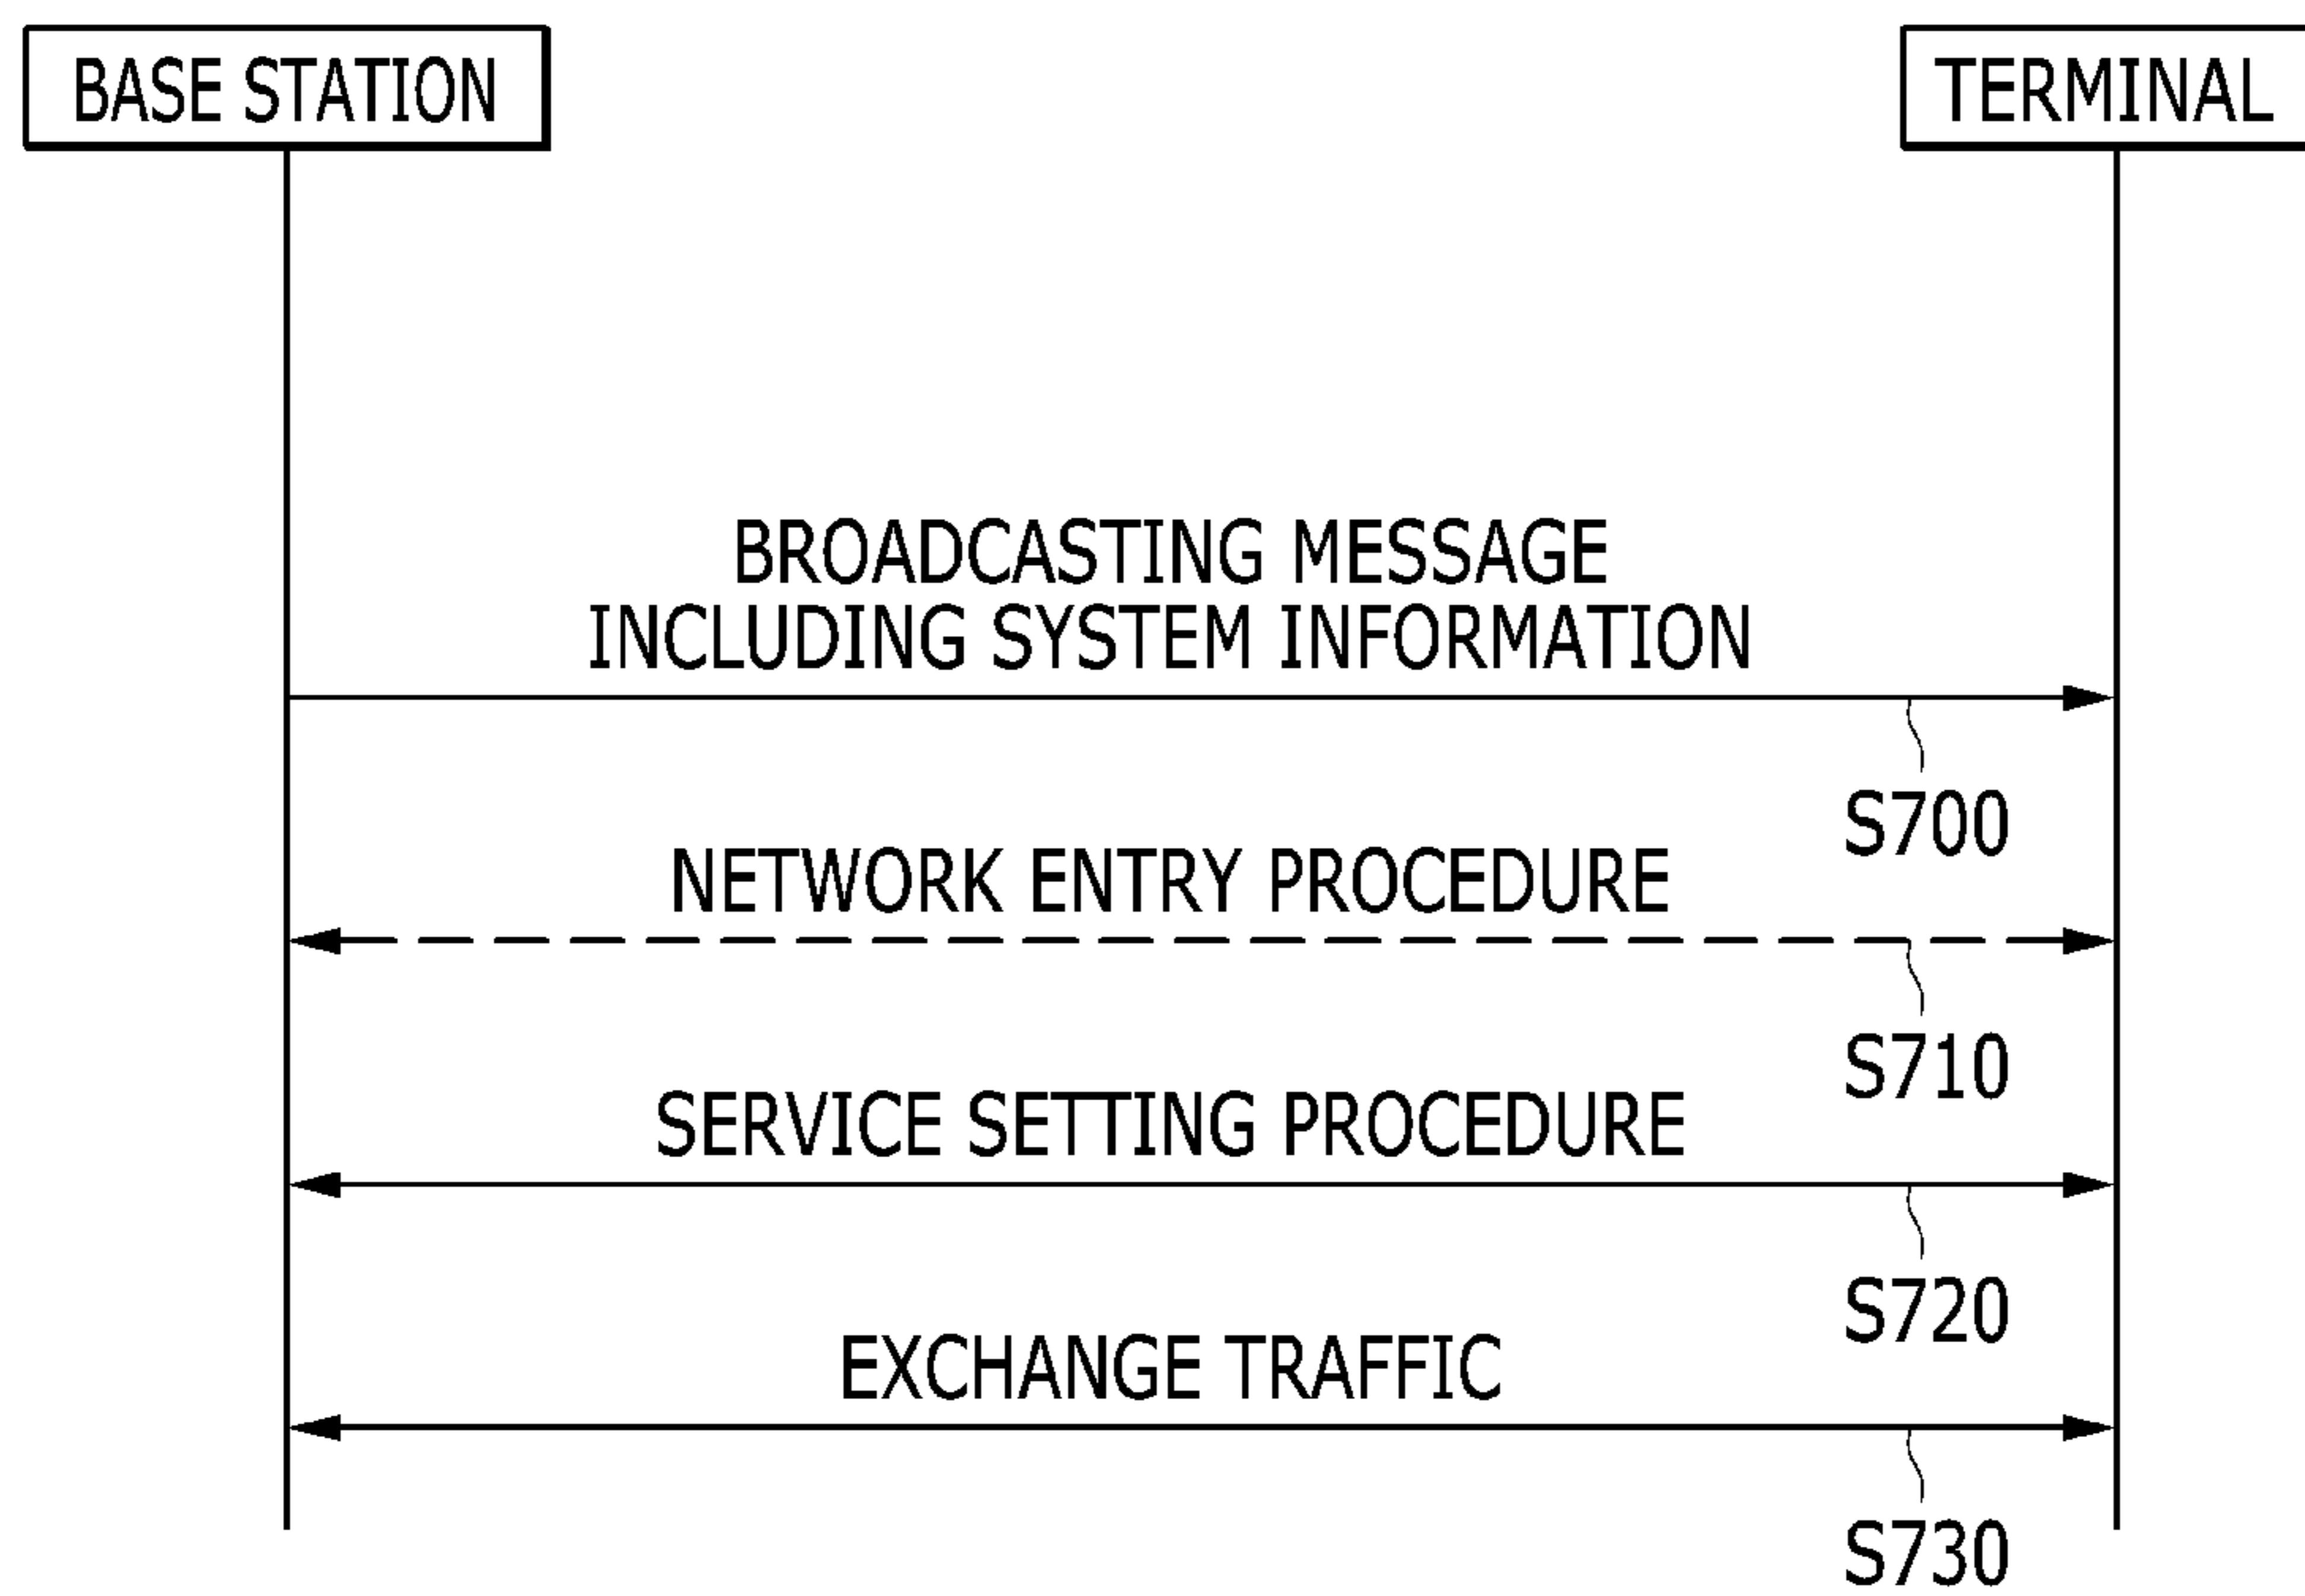 BASE STATION
TERMINAL
BROADCASTING MESSAGE
INCLUDING SYSTEM INFORMATION
S700
NETWORK ENTRY PROCEDURE
S710
SERVICE SETTING PROCEDURE
S720
EXCHANGE TRAFFIC
S730